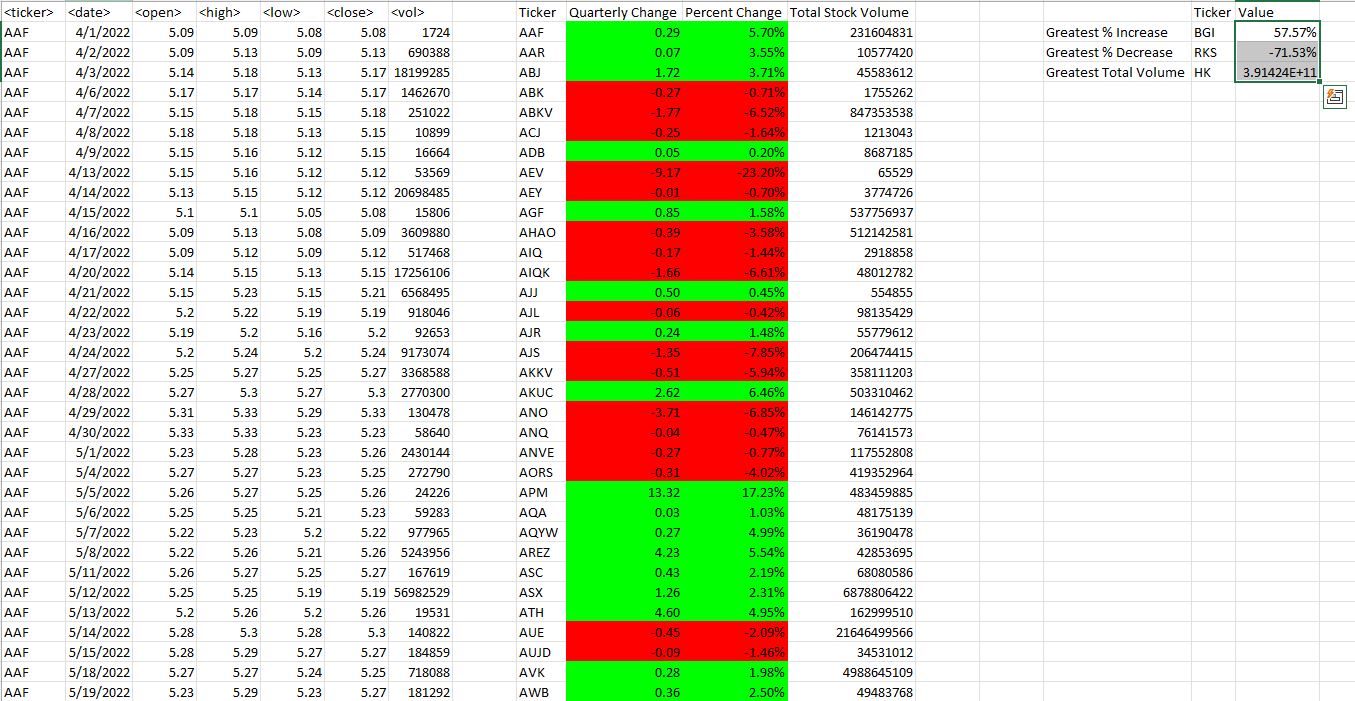 <ticker> <date> <open> <high> <low> <close> <vol> Ticker Quarterly Change Percent Change Total Stock Volume Ticker Value
AAF 4/1/2022 5.09 5.09 5.08 5.08 1724 AAF 0.29 5.70% 231604831 Greatest % Increase BGI 57.57%
AAF 4/2/2022 5.09 5.13 5.09 5.13 690388 AAR 0.07 3.55% 10577420 Greatest % Decrease RKS -71.53%
AAF 4/3/2022 5.14 5.18 5.13 5.17 18199285 ABJ 1.72 3.71% 45583612 Greatest Total Volume HK 3.91424E+11
AAF 4/6/2022 5.17 5.17 5.14 5.17 1462670 ABK -0.27 -0.71% 1755262
AAF 4/7/2022 5.15 5.18 5.15 5.18 251022 ABKV -1.77 -6.52% 847353538
AAF 4/8/2022 5.18 5.18 5.13 5.15 10899 ACJ -0.25 -1.64% 1213043
AAF 4/9/2022 5.15 5.16 5.12 5.15 16664 ADB 0.05 0.20% 8687185
AAF 4/13/2022 5.15 5.16 5.12 5.12 53569 AEV -9.17 -23.20% 65529
AAF 4/14/2022 5.13 5.15 5.12 5.12 20698485 AEY -0.01 -0.70% 3774726
AAF 4/15/2022 5.1 5.1 5.05 5.08 15806 AGF 0.85 1.58% 537756937
AAF 4/16/2022 5.09 5.13 5.08 5.09 3609880 AHAO -0.39 -3.58% 512142581
AAF 4/17/2022 5.09 5.12 5.09 5.12 517468 AIQ -0.17 -1.44% 2918858
AAF 4/20/2022 5.14 5.15 5.13 5.15 17256106 AIQK -1.66 -6.61% 48012782
AAF 4/21/2022 5.15 5.23 5.15 5.21 6568495 AJJ 0.50 0.45% 554855
AAF 4/22/2022 5.2 5.22 5.19 5.19 918046 AJL -0.06 -0.42% 98135429
AAF 4/23/2022 5.19 5.2 5.16 5.2 92653 AJR 0.24 1.48% 55779612
AAF 4/24/2022 5.2 5.24 5.2 5.24 9173074 AJS -1.35 -7.85% 206474415
AAF 4/27/2022 5.25 5.27 5.25 5.27 3368588 AKKV -0.51 -5.94% 358111203
AAF 4/28/2022 5.27 5.3 5.27 5.3 2770300 AKUC 2.62 6.46% 503310462
AAF 4/29/2022 5.31 5.33 5.29 5.33 130478 ANO -3.71 -6.85% 146142775
AAF 4/30/2022 5.33 5.33 5.23 5.23 58640 ANQ -0.04 -0.47% 76141573
AAF 5/1/2022 5.23 5.28 5.23 5.26 2430144 ANVE -0.27 -0.77% 117552808
AAF 5/4/2022 5.27 5.27 5.23 5.25 272790 AORS -0.31 -4.02% 419352964
AAF 5/5/2022 5.26 5.27 5.25 5.26 24226 APM 13.32 17.23% 483459885
AAF 5/6/2022 5.25 5.25 5.21 5.23 59283 AQA 0.03 1.03% 48175139
AAF 5/7/2022 5.22 5.23 5.2 5.22 977965 AQYW 0.27 4.99% 36190478
AAF 5/8/2022 5.22 5.26 5.21 5.26 5243956 AREZ 4.23 5.54% 42853695
AAF 5/11/2022 5.26 5.27 5.25 5.27 167619 ASC 0.43 2.19% 68080586
AAF 5/12/2022 5.25 5.25 5.19 5.19 56982529 ASX 1.26 2.31% 6878806422
AAF 5/13/2022 5.2 5.26 5.2 5.26 19531 ATH 4.60 4.95% 162999510
AAF 5/14/2022 5.28 5.3 5.28 5.3 140822 AUE -0.45 -2.09% 21646499566
AAF 5/15/2022 5.28 5.29 5.27 5.27 184859 AUJD -0.09 -1.46% 34531012
AAF 5/18/2022 5.27 5.27 5.24 5.25 718088 AVK 0.28 1.98% 4988645109
AAF 5/19/2022 5.23 5.29 5.23 5.27 181292 AWB 0.36 2.50% 49483768